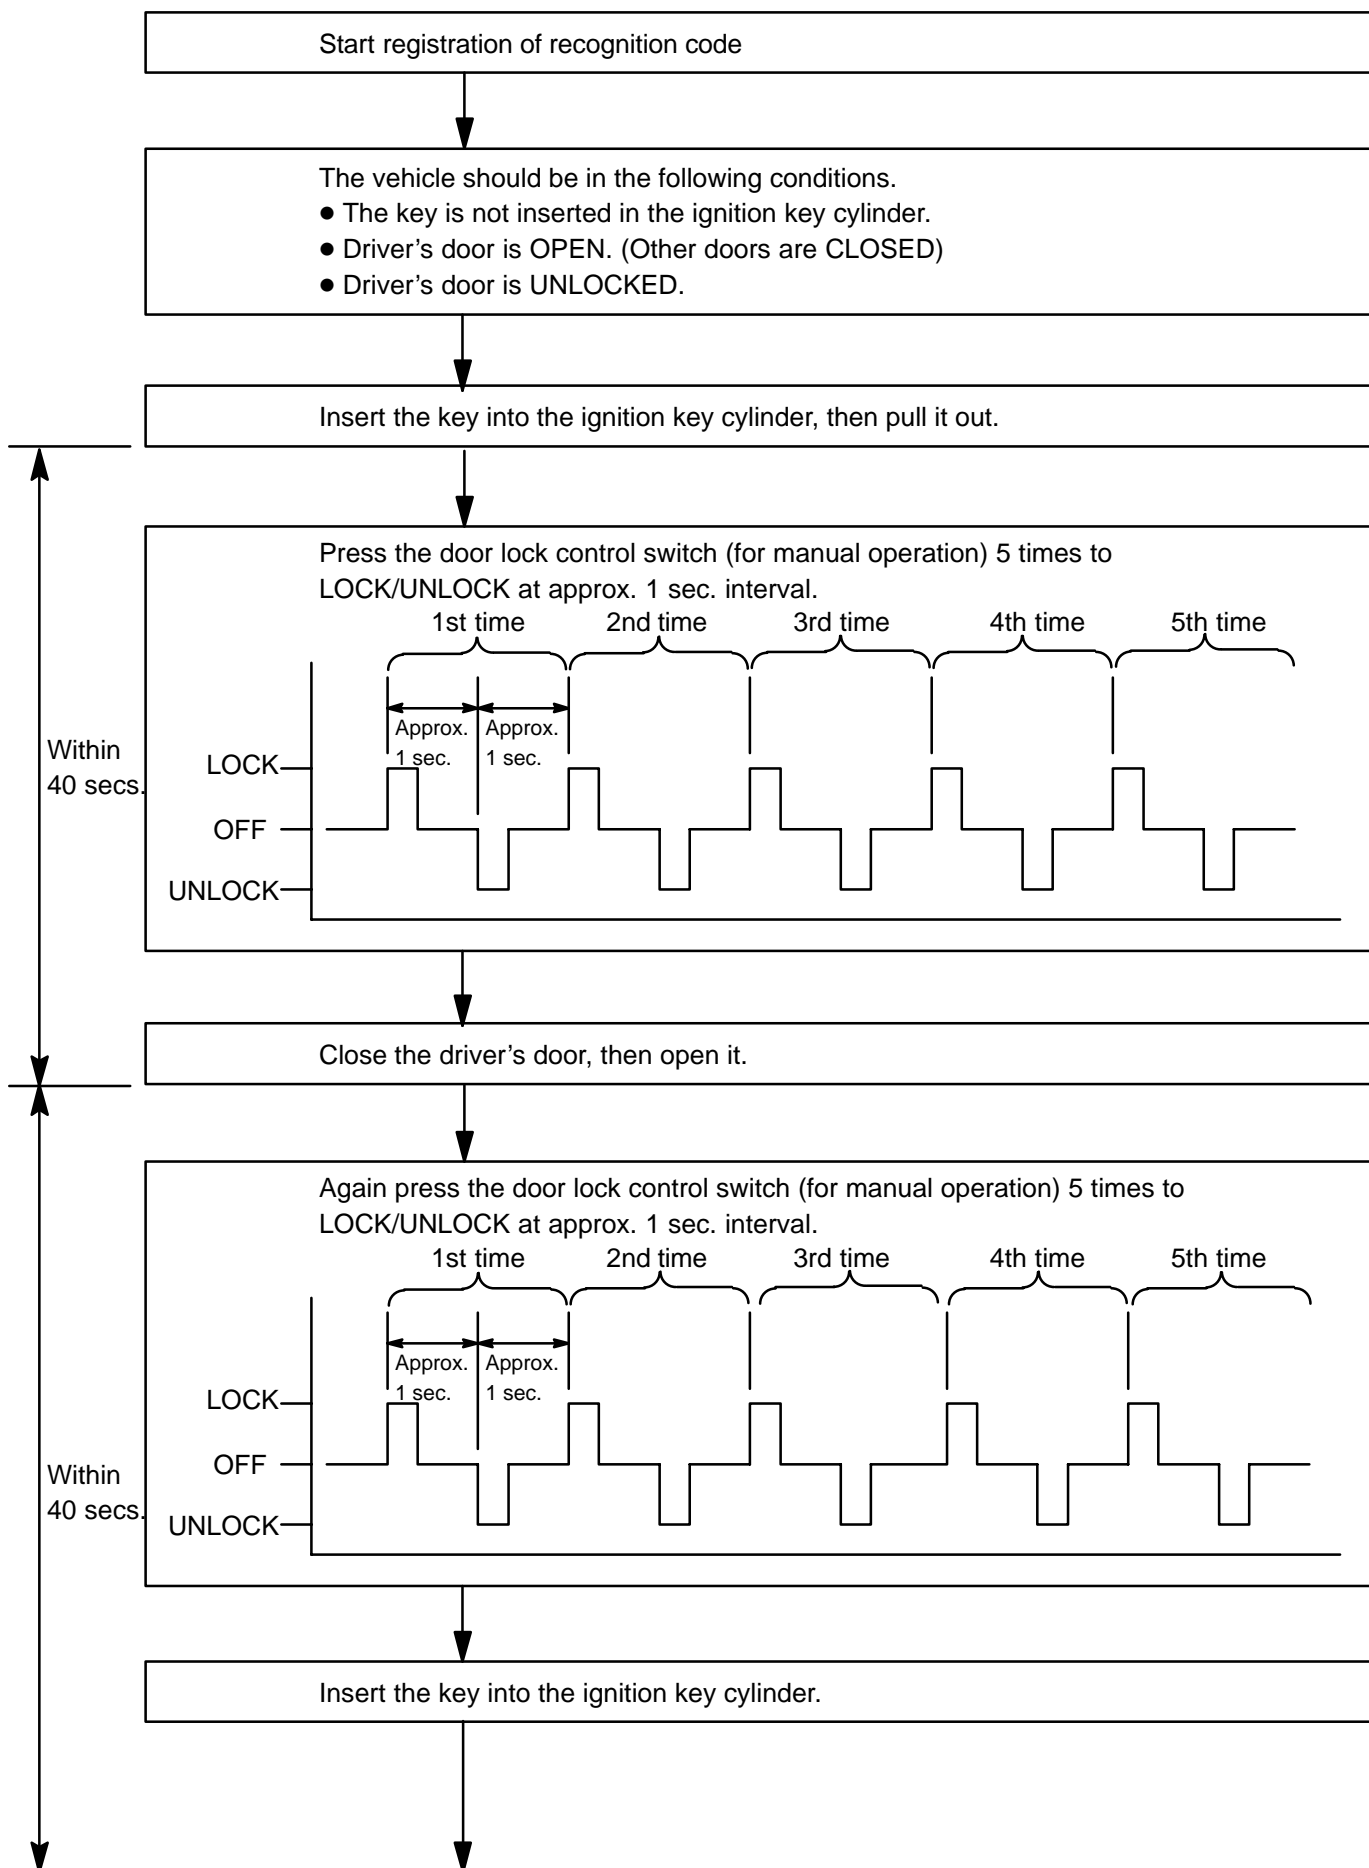 Start registration of recognition code
The vehicle should be in the following conditions.
● The key is not inserted in the ignition key cylinder.
● Driver's door is OPEN. (Other doors are CLOSED)
● Driver's door is UNLOCKED.
Insert the key into the ignition key cylinder, then pull it out.
Within
40 secs.
Press the door lock control switch (for manual operation) 5 times to
LOCK/UNLOCK at approx. 1 sec. interval.
1st time 2nd time 3rd time 4th time 5th time
Approx. Approx.
1 sec. 1 sec.
LOCK
OFF
UNLOCK
Close the driver's door, then open it.
Within
40 secs.
Again press the door lock control switch (for manual operation) 5 times to
LOCK/UNLOCK at approx. 1 sec. interval.
1st time 2nd time 3rd time 4th time 5th time
Approx. Approx.
1 sec. 1 sec.
LOCK
OFF
UNLOCK
Insert the key into the ignition key cylinder.